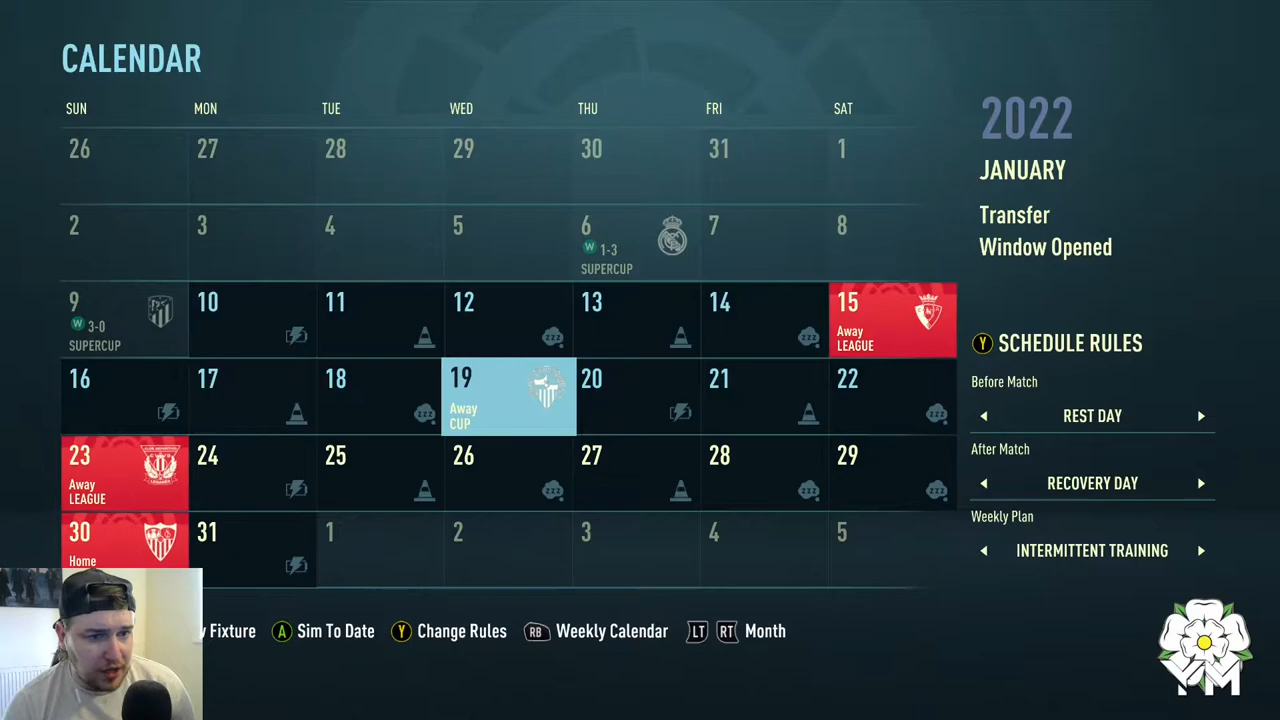 CALENDAR
SUN MON TUE WED THU FRI SAT
26 27 28 29 30 31 1
2 3 4 5 6 7 8
W 1-3
SUPERCUP
9 10 11 12 13 14 15
W 3-0
SUPERCUP
Away
LEAGUE
16 17 18 19 20 21 22
Away
CUP
23 24 25 26 27 28 29
Away
LEAGUE
30 31 1 2 3 4 5
Home
2022
JANUARY
Transfer
Window Opened
Y SCHEDULE RULES
Before Match
REST DAY
After Match
RECOVERY DAY
Weekly Plan
INTERMITTENT TRAINING
y Fixture A Sim To Date Y Change Rules RB Weekly Calendar LT RT Month
YM